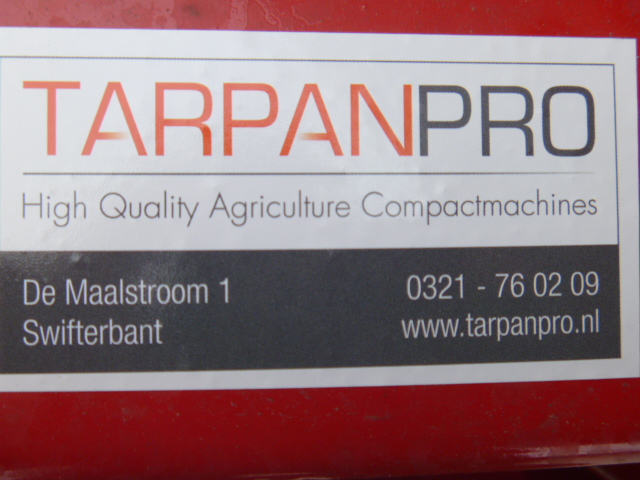 TARPANPRO
High Quality Agriculture Compactmachines
De Maalstroom 1 0321 - 76 02 09
Swifterbant www.tarpanpro.nl